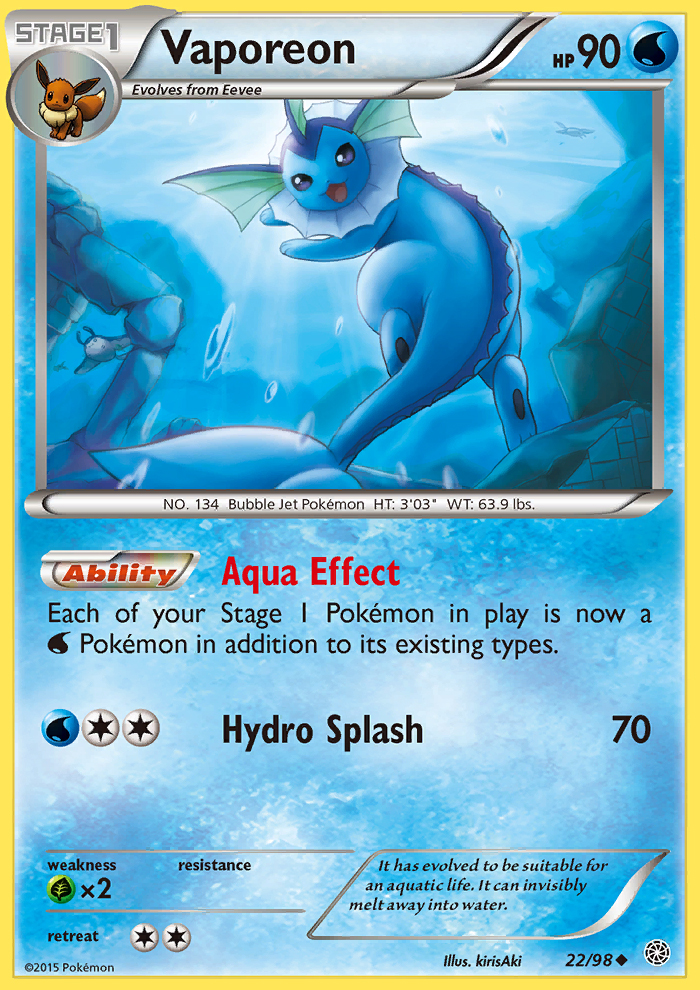 STAGE1
Vaporeon
HP 90
Evolves from Eevee
NO. 134 Bubble Jet Pokémon HT: 3'03" WT: 63.9 lbs.
Ability Aqua Effect
Each of your Stage 1 Pokémon in play is now a
Pokémon in addition to its existing types.
Hydro Splash 70
weakness resistance
×2
It has evolved to be suitable for
an aquatic life. It can invisibly
melt away into water.
retreat
Illus. kirisAki 22/98
©2015 Pokémon